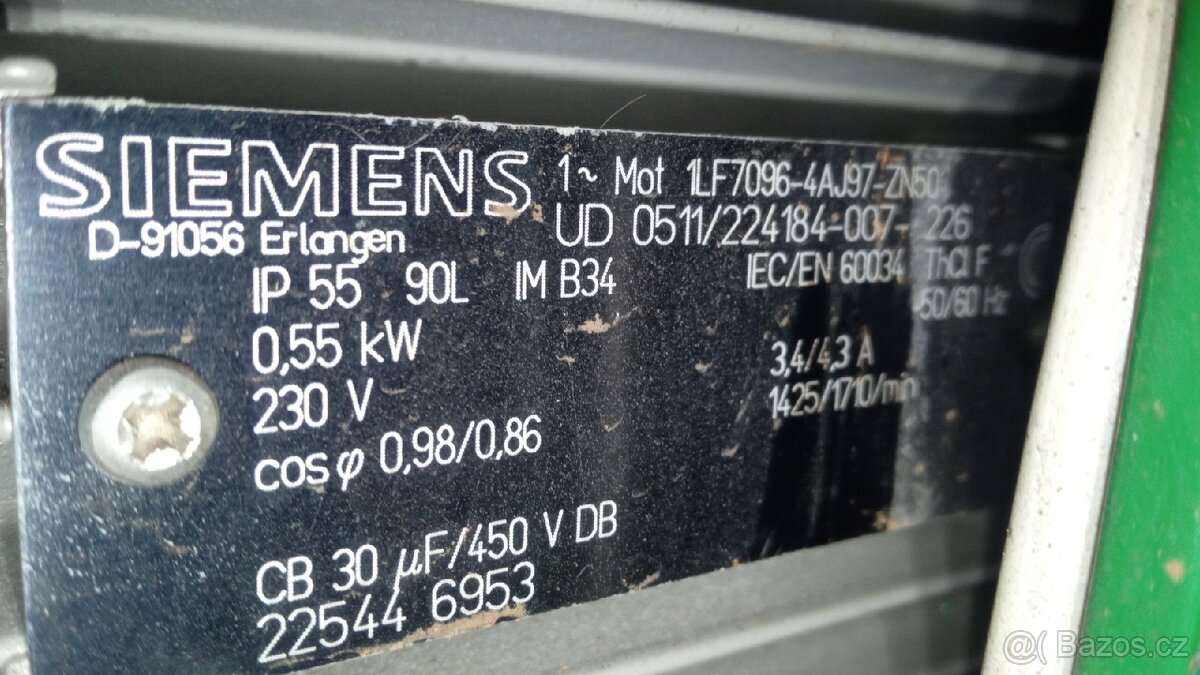 SIEMENS 1~ Mot 1LF7096-4AJ97-ZN50
D-91056 Erlangen UD 0511/224184-007-226
IP 55 90L IM B34 IEC/EN 60034 ThCl F
50/60 Hz
0,55 kW 3,4/4,3 A
230 V 1425/1710/min
cosφ 0,98/0,86
CB 30 µF/450 V DB
22544 6953
@( Bazos.cz